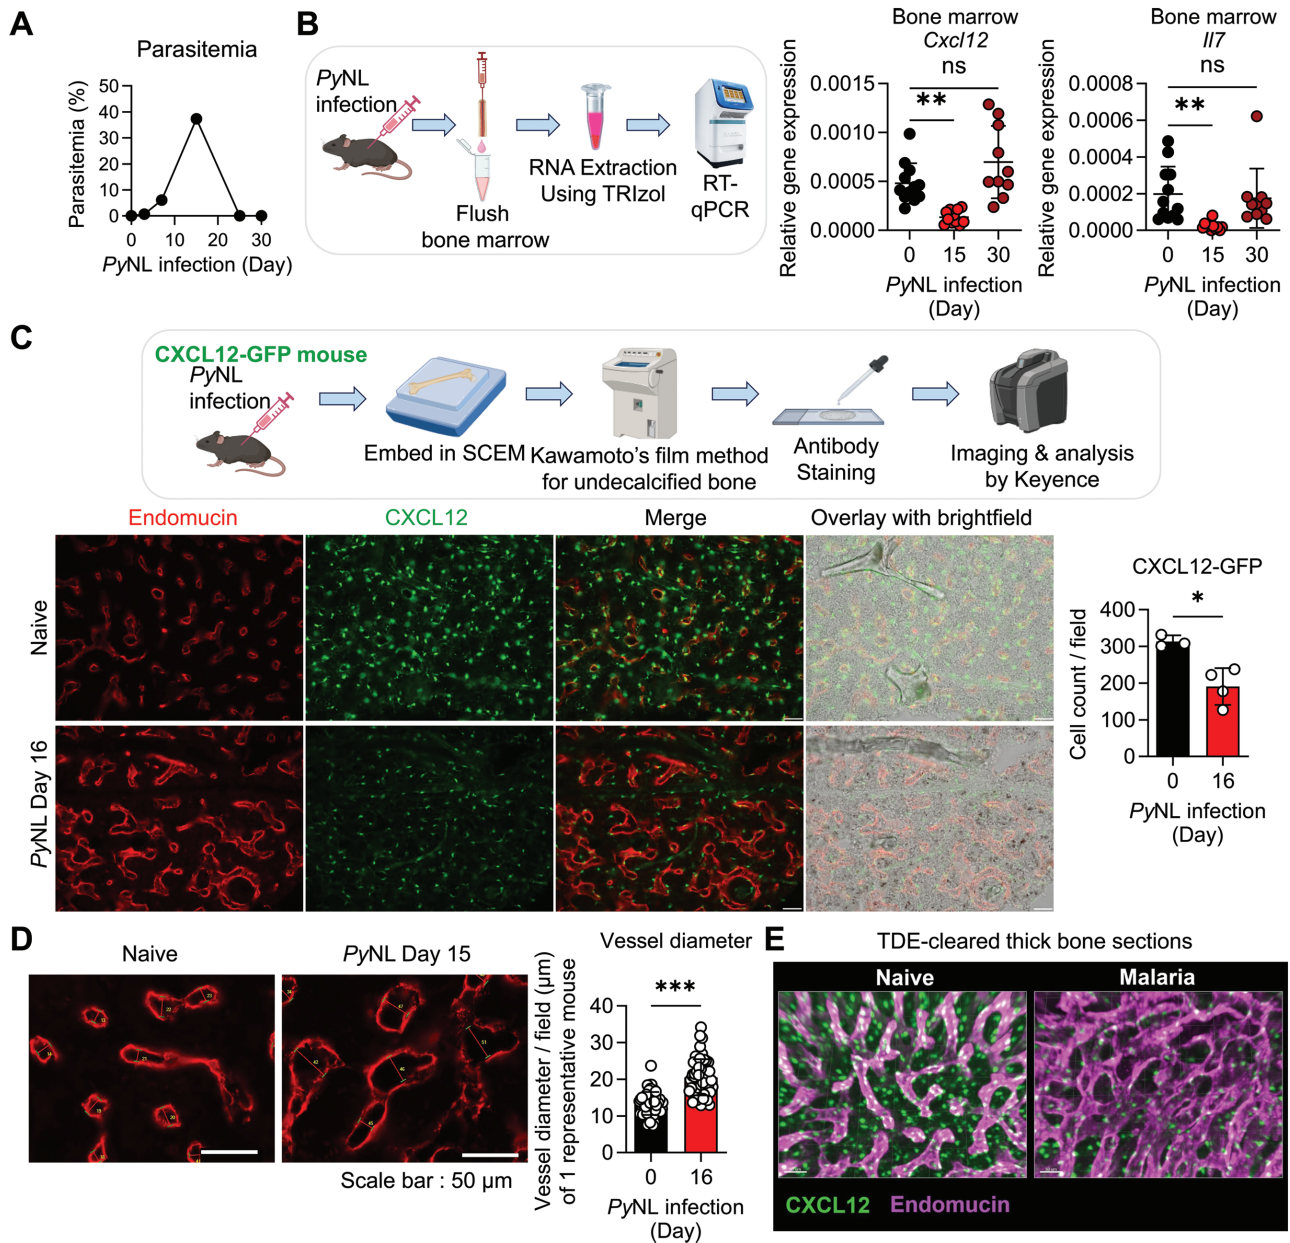 A
Parasitemia
Parasitemia (%)
50
40
30
20
10
0
0
10
20
30
PyNL infection (Day)
B
PyNL
infection
Flush
bone marrow
RNA Extraction
Using TRIzol
RT-
qPCR
Bone marrow
Cxcl12
ns
**
Relative gene expression
0.0015
0.0010
0.0005
0.0000
0
15
30
PyNL infection
(Day)
Bone marrow
Il7
ns
**
Relative gene expression
0.0008
0.0006
0.0004
0.0002
0.0000
0
15
30
PyNL infection
(Day)
C
CXCL12-GFP mouse
PyNL
infection
Embed in SCEM
Kawamoto's film method
for undecalcified bone
Antibody
Staining
Imaging & analysis
by Keyence
Endomucin
CXCL12
Merge
Overlay with brightfield
Naive
PyNL Day 16
CXCL12-GFP
*
Cell count / field
400
300
200
100
0
0
16
PyNL infection
(Day)
D
Naive
PyNL Day 15
Scale bar : 50 µm
Vessel diameter
***
Vessel diameter / field (µm)
of 1 representative mouse
40
30
20
10
0
0
16
PyNL infection
(Day)
E
TDE-cleared thick bone sections
Naive
Malaria
CXCL12 Endomucin